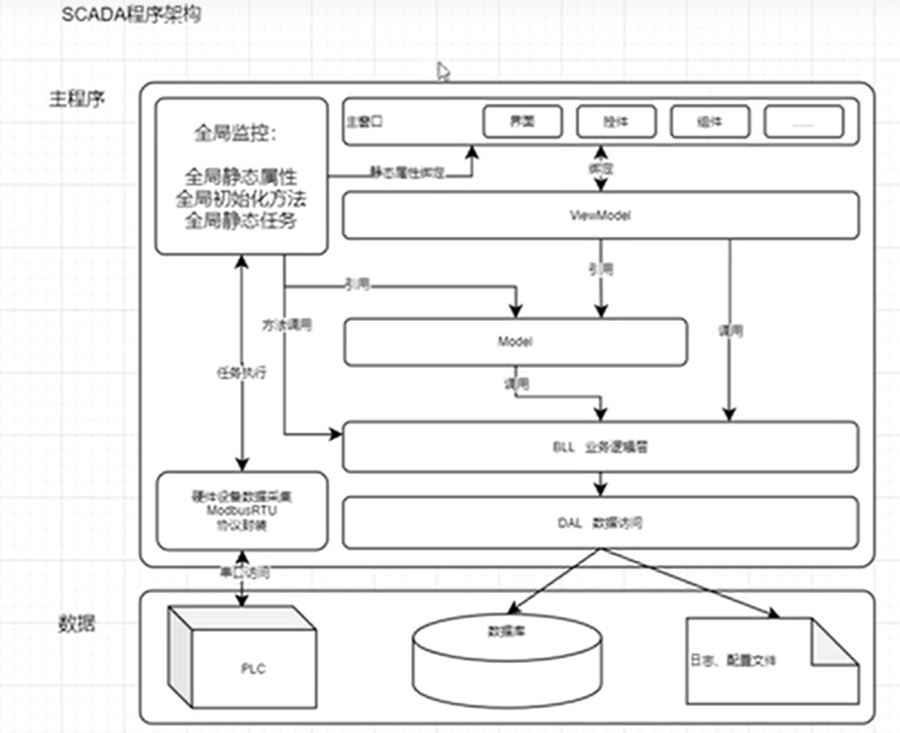 SCADA程序架构
主程序
全局监控：
全局静态属性
全局初始化方法
全局静态任务
主窗口
界面
控件
组件
......
静态属性绑定
绑定
ViewModel
引用
引用
方法调用
调用
Model
任务执行
调用
BLL 业务逻辑层
硬件设备数据采集
ModbusRTU
协议封装
DAL 数据访问
串口访问
数据
PLC
数据库
日志、配置文件